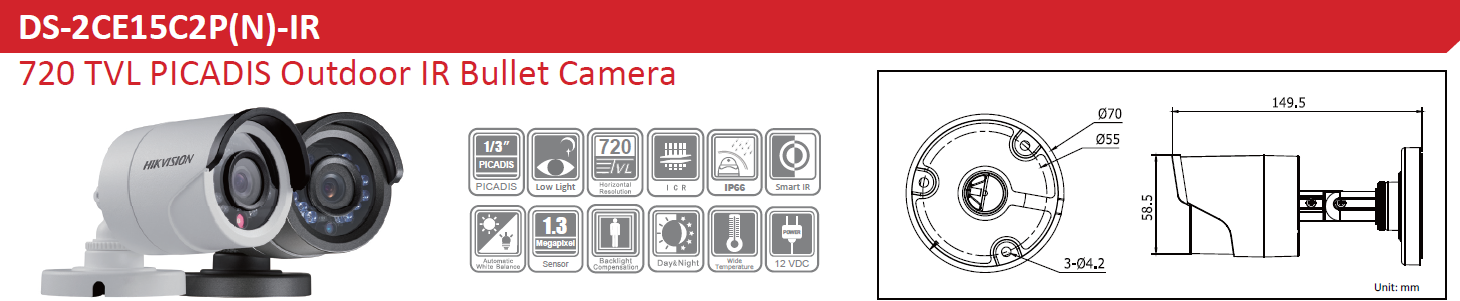 DS-2CE15C2P(N)-IR
720 TVL PICADIS Outdoor IR Bullet Camera
HIKVISION
1/3"
PICADIS
PICADIS
Low Light
720
TVL
Horizontal
Resolution
ICR
IP66
Smart IR
Automatic
White Balance
1.3
Megapixel
Sensor
Backlight
Compensation
Day&Night
Wide
Temperature
POWER
12 VDC
Ø70
Ø55
3-Ø4.2
149.5
58.5
Unit: mm